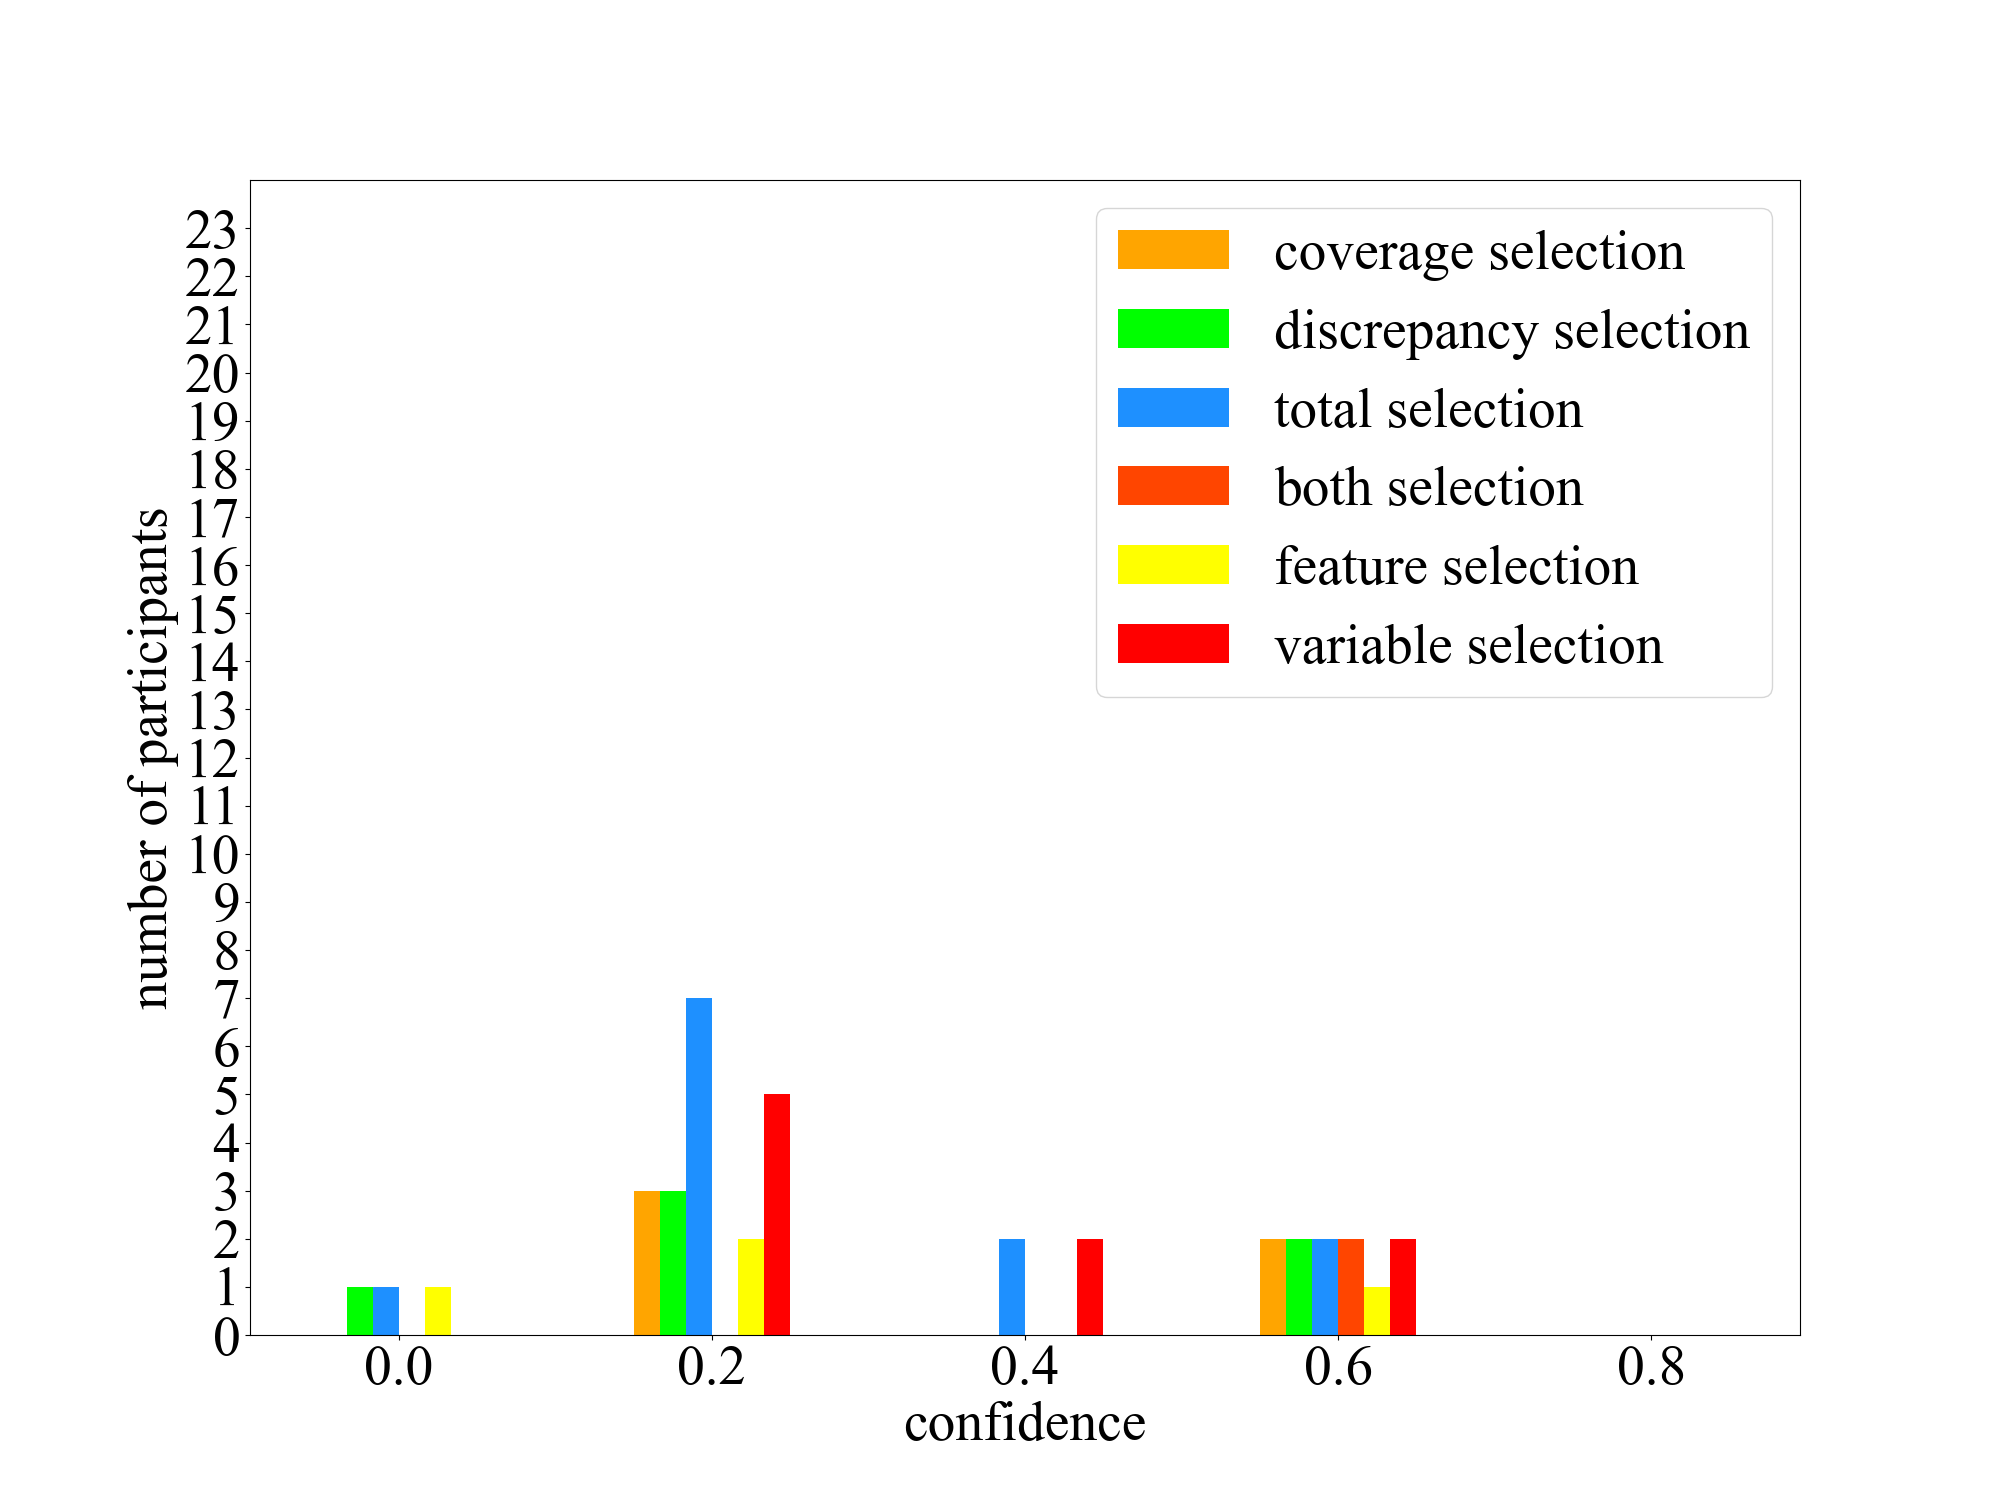 number of participants
23
22
21
20
19
18
17
16
15
14
13
12
11
10
9
8
7
6
5
4
3
2
1
0
coverage selection
discrepancy selection
total selection
both selection
feature selection
variable selection
0.0 0.2 0.4 0.6 0.8
confidence